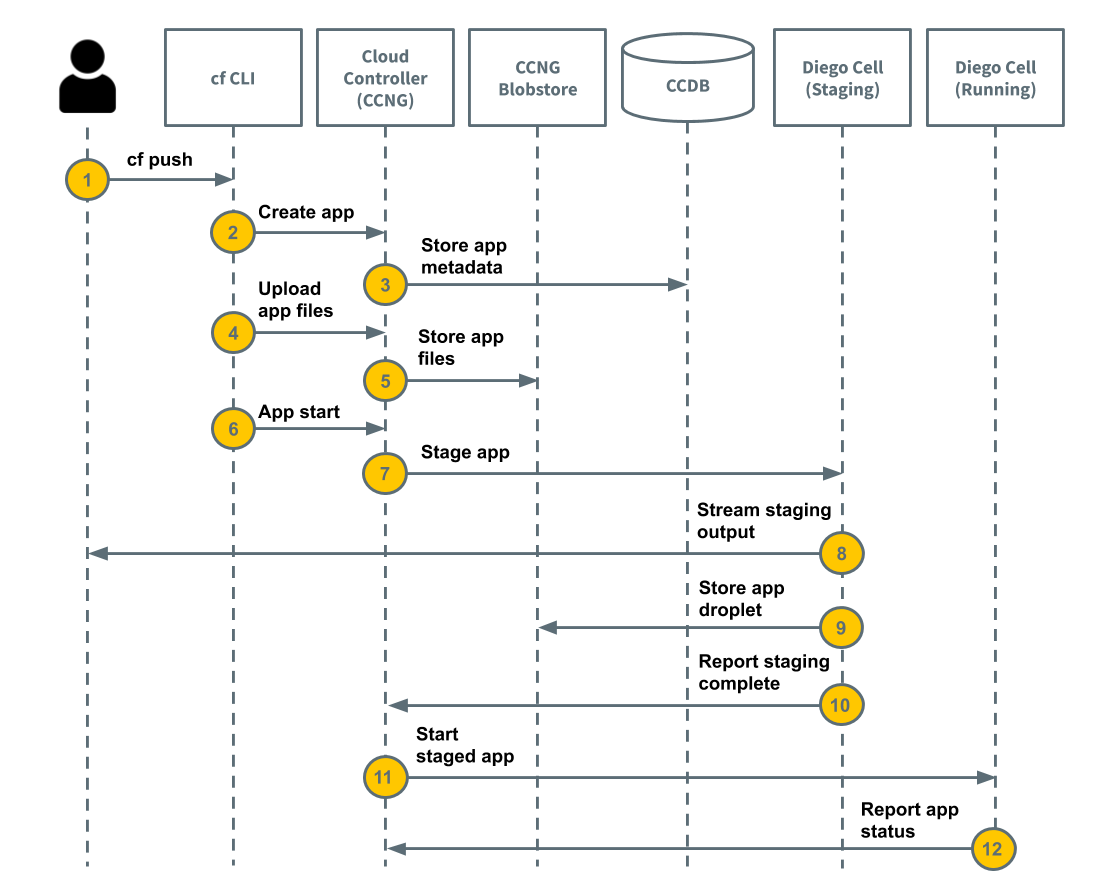 cf CLI
Cloud
Controller
(CCNG)
CCNG
Blobstore
CCDB
Diego Cell
(Staging)
Diego Cell
(Running)
1
cf push
2
Create app
3
Store app
metadata
4
Upload
app files
5
Store app
files
6
App start
7
Stage app
8
Stream staging
output
9
Store app
droplet
10
Report staging
complete
11
Start
staged app
12
Report app
status